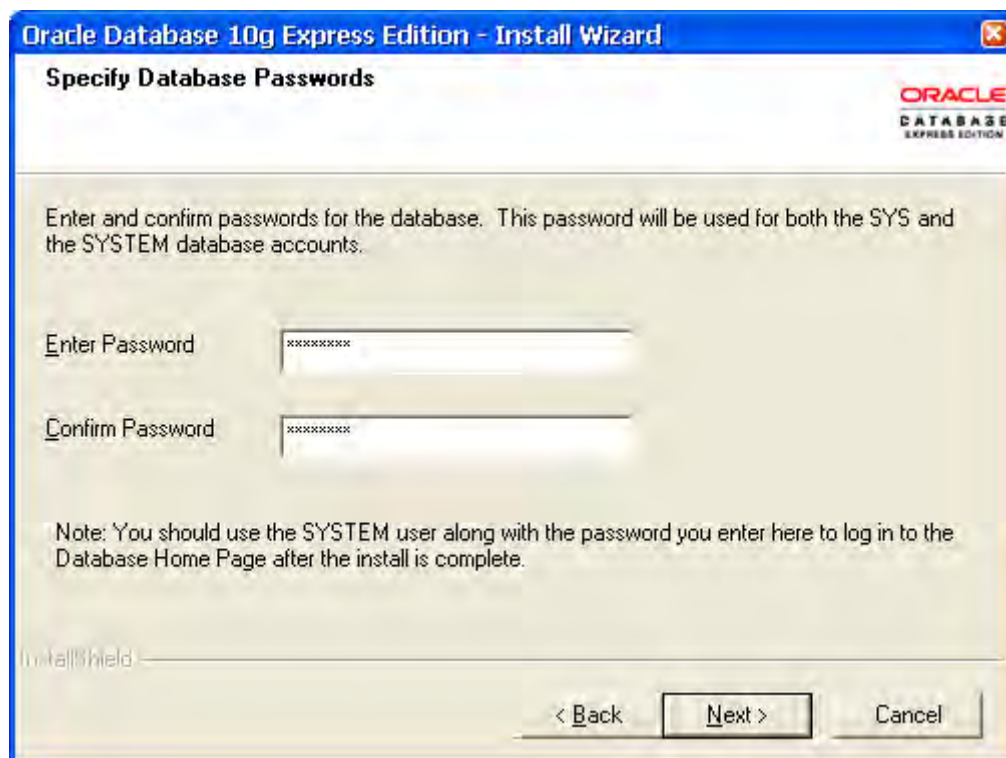 Oracle Database 10g Express Edition - Install Wizard
Specify Database Passwords
ORACLE
DATABASE
EXPRESS EDITION
Enter and confirm passwords for the database. This password will be used for both the SYS and
the SYSTEM database accounts.
Enter Password
********
Confirm Password
********
Note: You should use the SYSTEM user along with the password you enter here to log in to the
Database Home Page after the install is complete.
InstallShield
< Back
Next >
Cancel